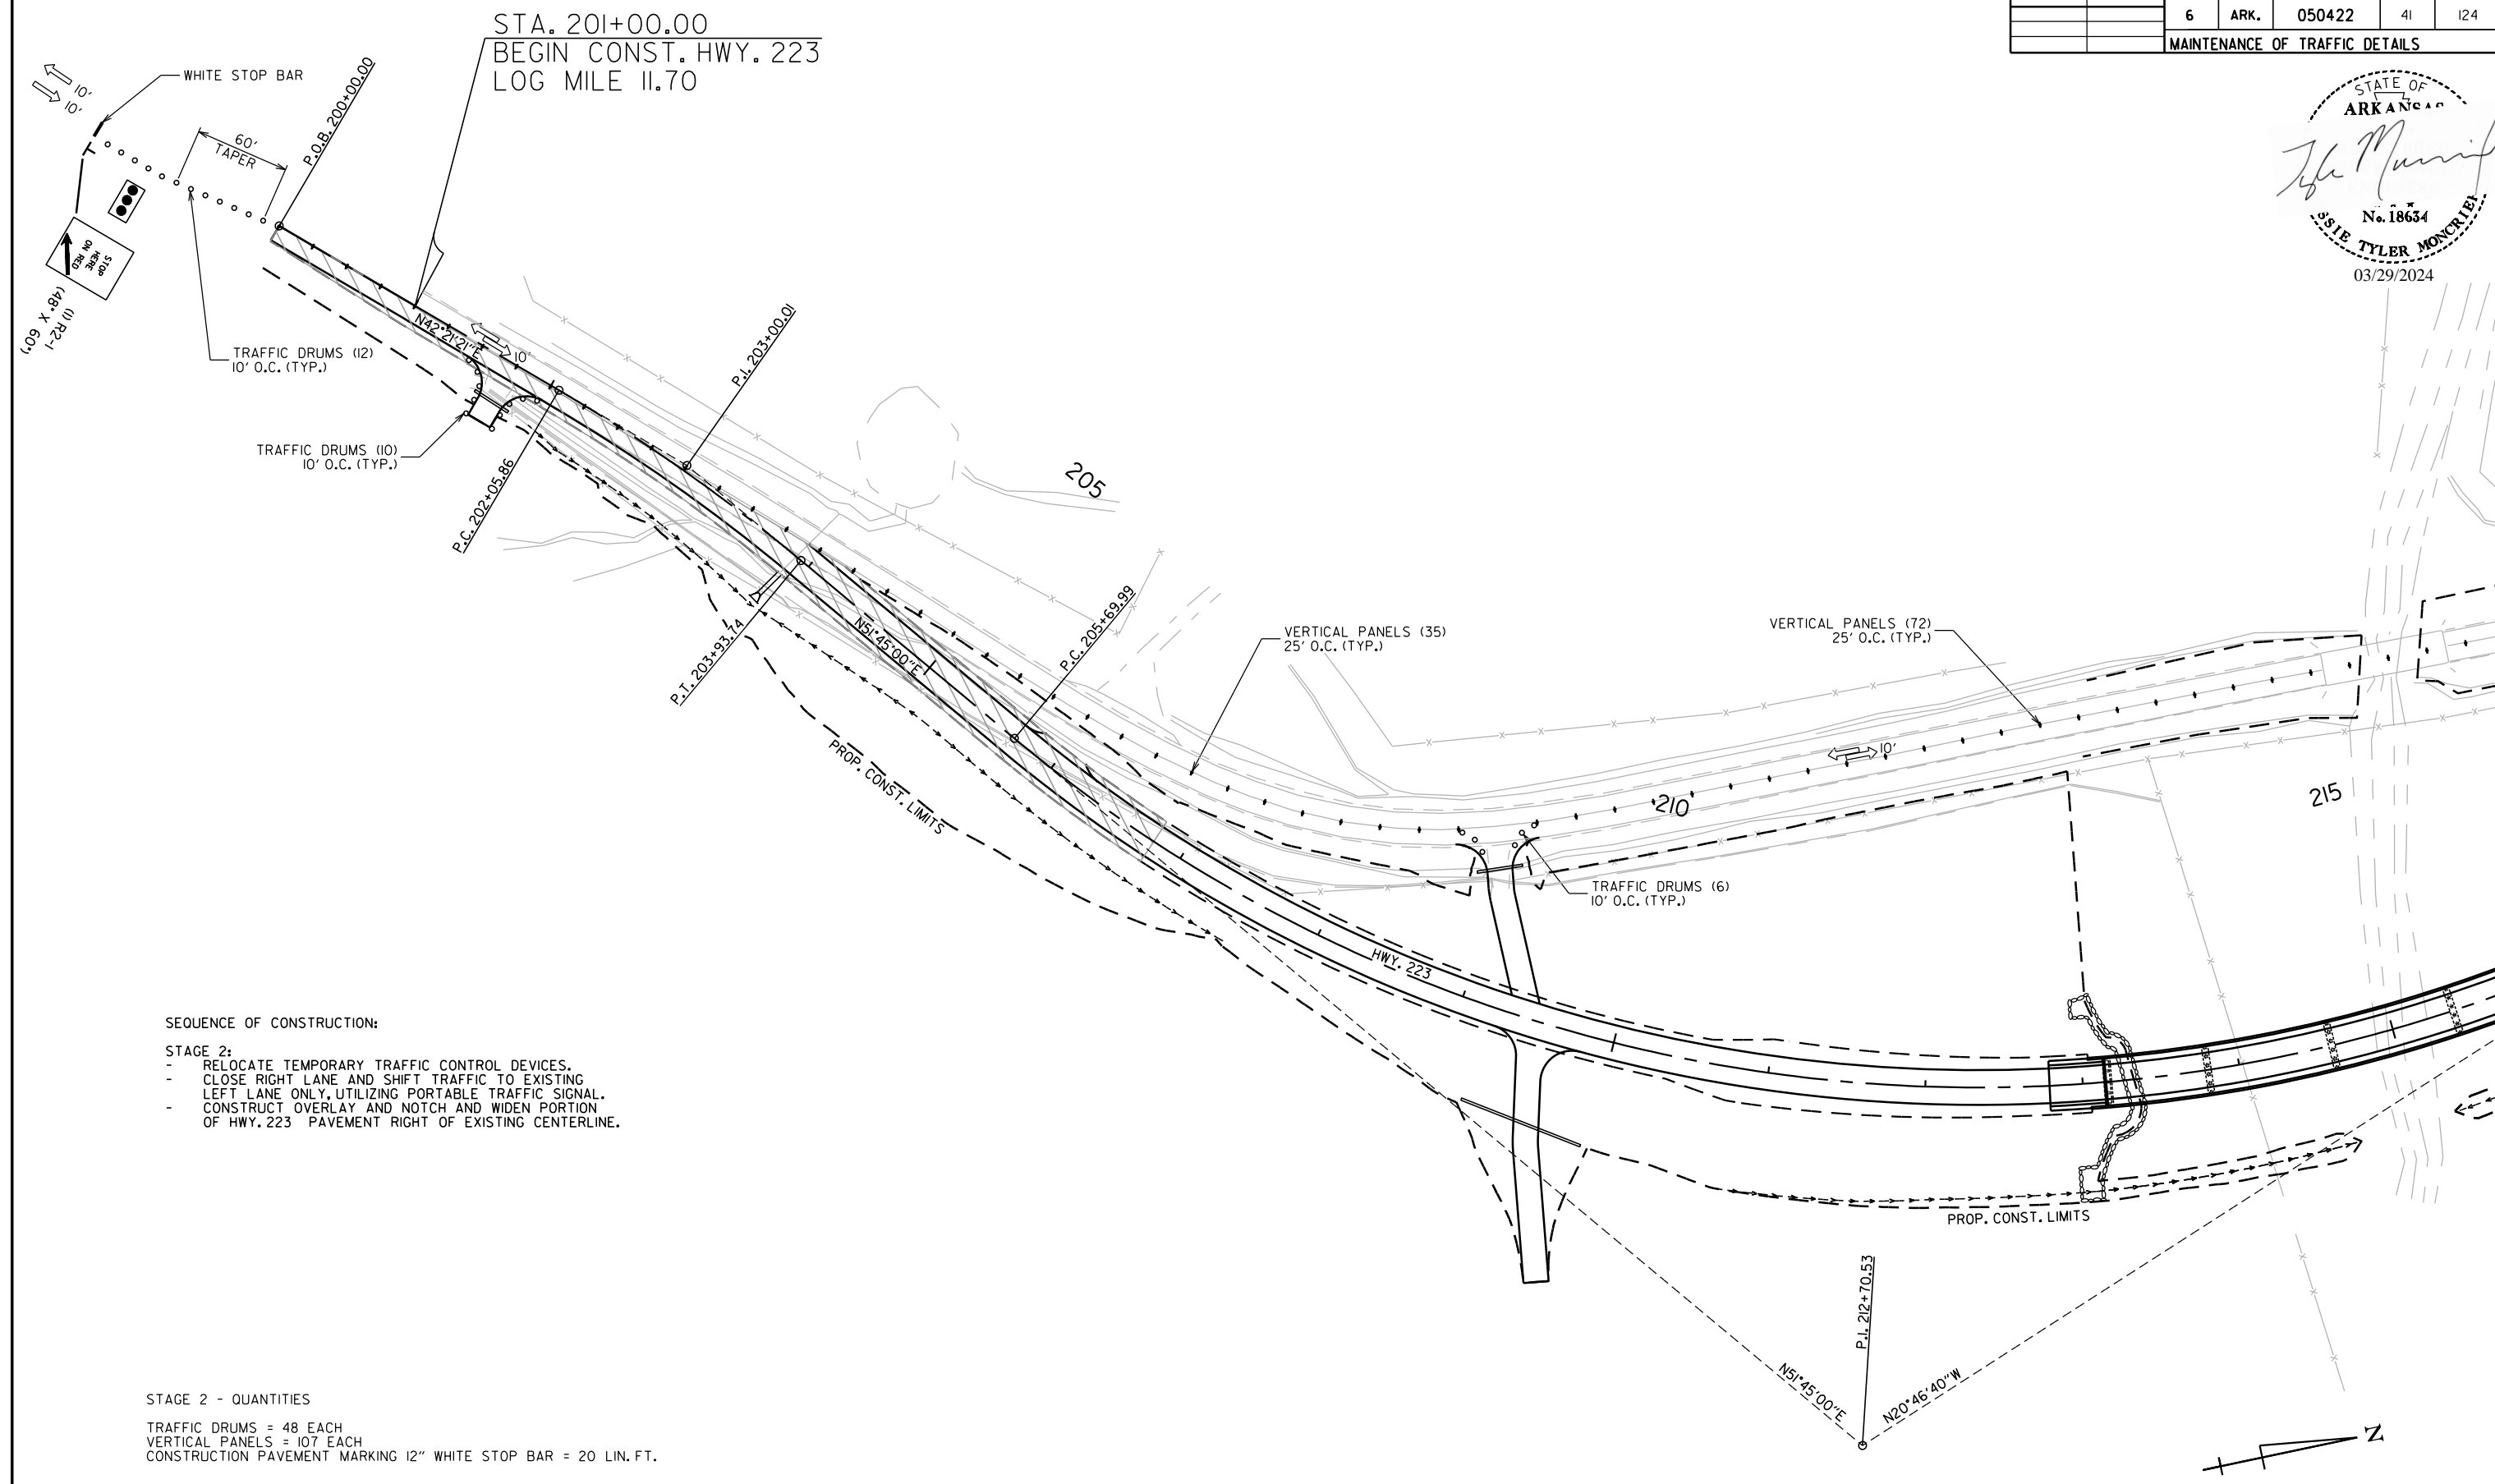 6 ARK. 050422 41 124
MAINTENANCE OF TRAFFIC DETAILS
STATE OF
ARKANSAS
No. 18634
SSIE TYLER MONCRIEF
03/29/2024
STA. 201+00.00
BEGIN CONST. HWY. 223
LOG MILE 11.70
WHITE STOP BAR
10'
10'
60'
TAPER
P.O.B. 200+00.00
STOP
HERE
ON
RED
(1) R2-1
(48" X 60")
TRAFFIC DRUMS (12)
10' O.C. (TYP.)
N42°21'21"E
10'
P.I. 203+00.01
TRAFFIC DRUMS (10)
10' O.C. (TYP.)
P.C. 202+05.86
205
P.T. 203+93.74
N51°45'00"E
P.C. 205+69.99
VERTICAL PANELS (35)
25' O.C. (TYP.)
VERTICAL PANELS (72)
25' O.C. (TYP.)
10'
210
215
PROP. CONST. LIMITS
TRAFFIC DRUMS (6)
10' O.C. (TYP.)
HWY. 223
SEQUENCE OF CONSTRUCTION:
STAGE 2:
- RELOCATE TEMPORARY TRAFFIC CONTROL DEVICES.
- CLOSE RIGHT LANE AND SHIFT TRAFFIC TO EXISTING
LEFT LANE ONLY, UTILIZING PORTABLE TRAFFIC SIGNAL.
- CONSTRUCT OVERLAY AND NOTCH AND WIDEN PORTION
OF HWY. 223 PAVEMENT RIGHT OF EXISTING CENTERLINE.
PROP. CONST. LIMITS
P.I. 212+70.53
N51°45'00"E
N20°46'40"W
STAGE 2 - QUANTITIES
TRAFFIC DRUMS = 48 EACH
VERTICAL PANELS = 107 EACH
CONSTRUCTION PAVEMENT MARKING 12" WHITE STOP BAR = 20 LIN. FT.
N